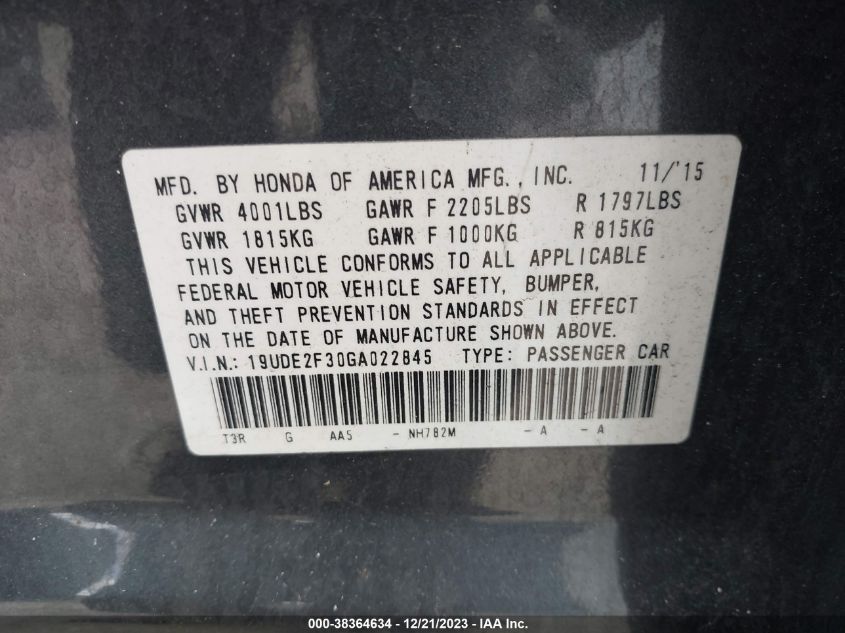 MFD. BY HONDA OF AMERICA MFG., INC. 11/'15
GVWR 4001LBS GAWR F 2205LBS R 1797LBS
GVWR 1815KG GAWR F 1000KG R 815KG
THIS VEHICLE CONFORMS TO ALL APPLICABLE
FEDERAL MOTOR VEHICLE SAFETY, BUMPER,
AND THEFT PREVENTION STANDARDS IN EFFECT
ON THE DATE OF MANUFACTURE SHOWN ABOVE.
V.I.N.: 19UDE2F30GA022845 TYPE: PASSENGER CAR
T3R G AA5 - NH782M - A - A
000-38364634 - 12/21/2023 - IAA Inc.